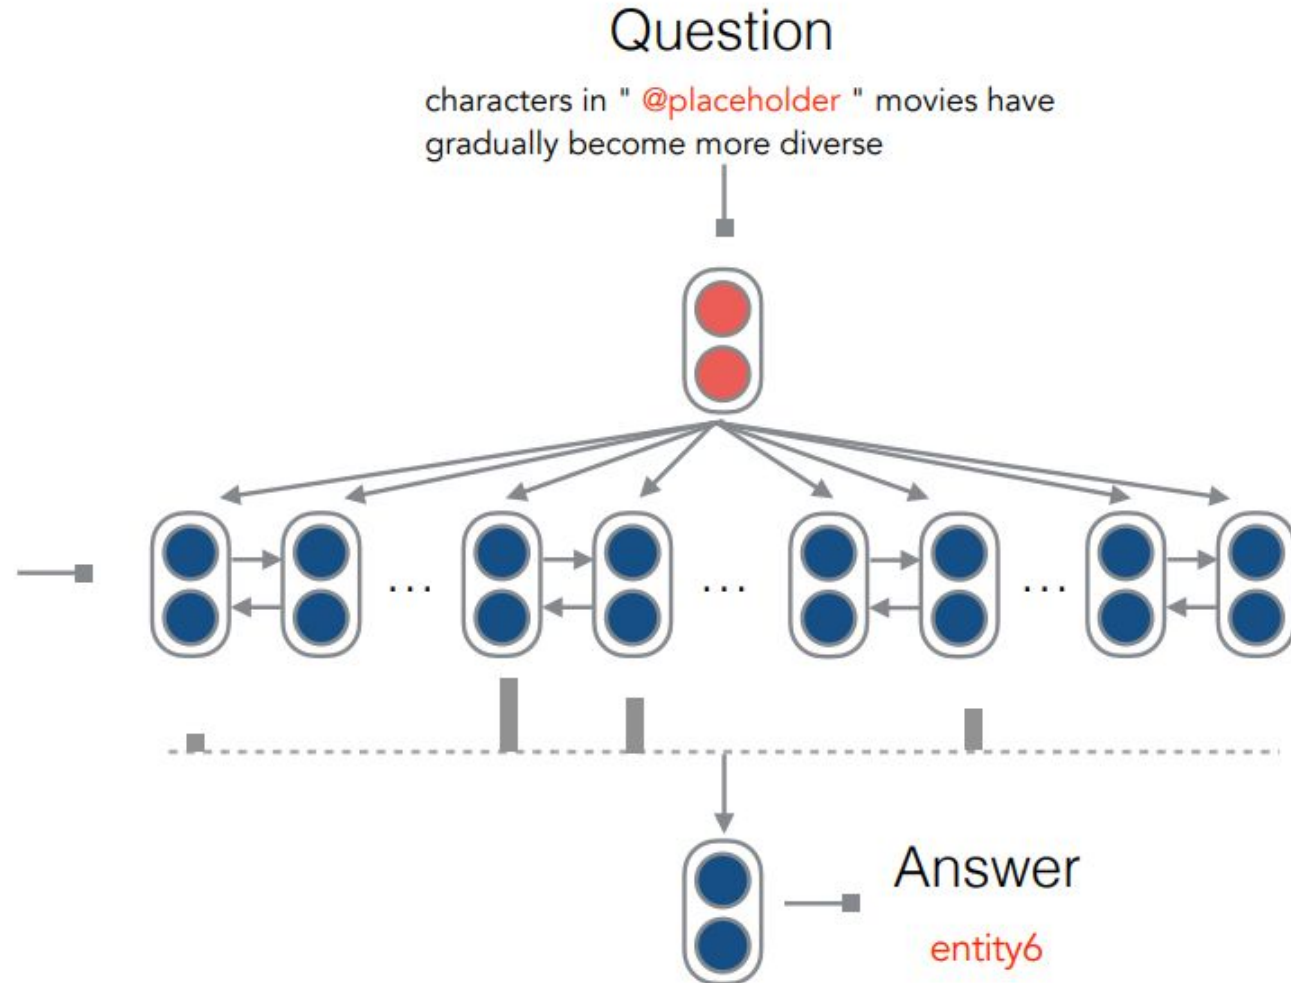 Question
characters in " @placeholder " movies have
gradually become more diverse
...
...
...
...
Answer
entity6